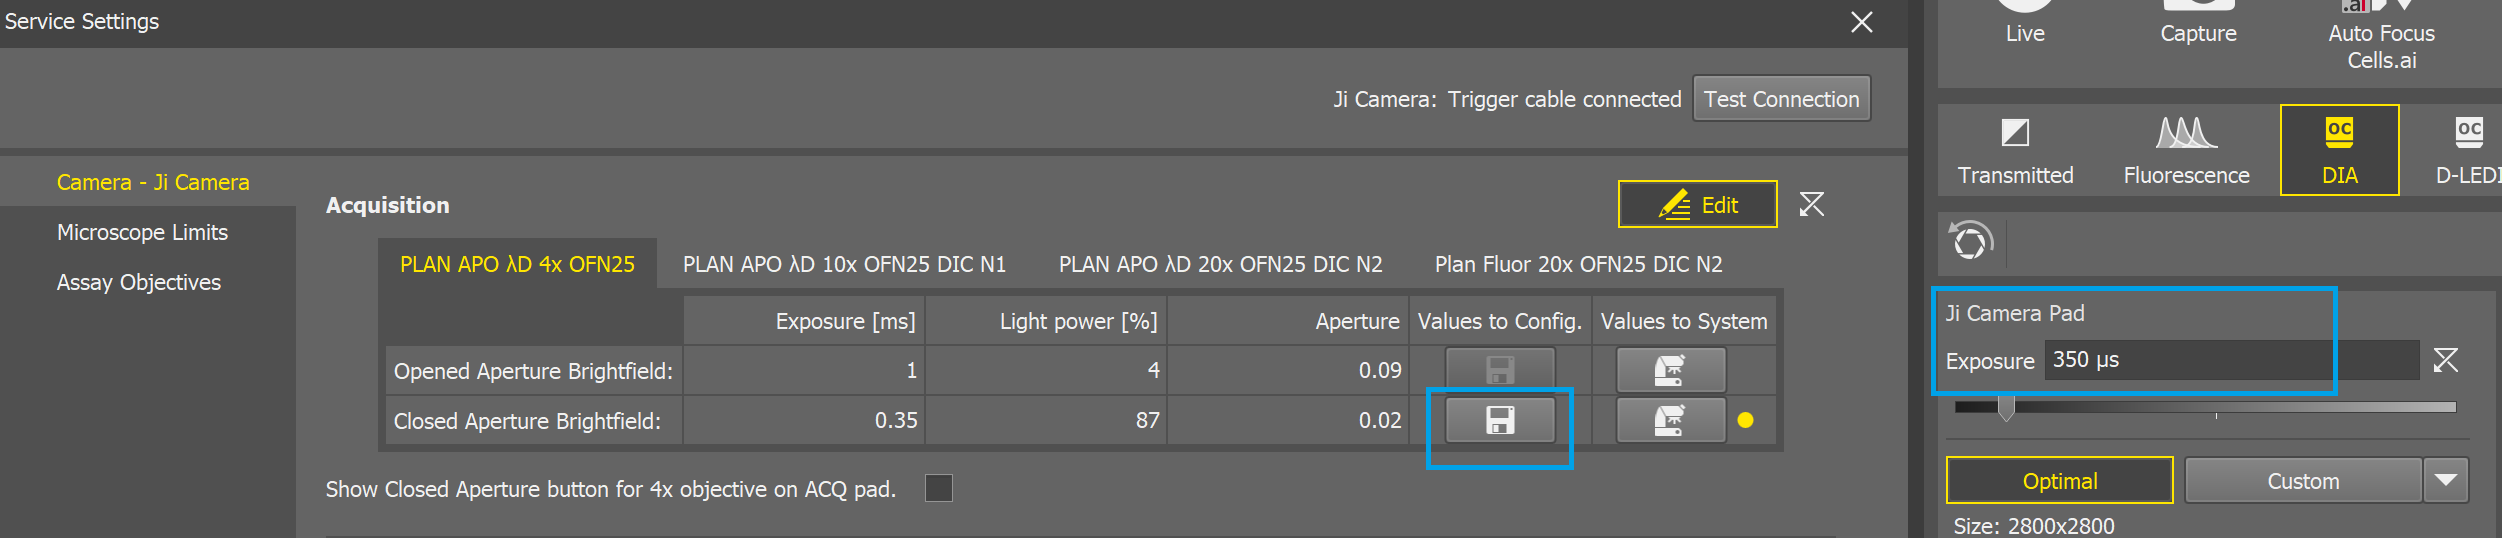 Service Settings
Ji Camera: Trigger cable connected
Test Connection
Camera - Ji Camera
Microscope Limits
Assay Objectives
Acquisition
Edit
PLAN APO λD 4x OFN25
PLAN APO λD 10x OFN25 DIC N1
PLAN APO λD 20x OFN25 DIC N2
Plan Fluor 20x OFN25 DIC N2
Exposure [ms] Light power [%] Aperture Values to Config. Values to System
Opened Aperture Brightfield: 1 4 0.09
Closed Aperture Brightfield: 0.35 87 0.02
Show Closed Aperture button for 4x objective on ACQ pad.
.ai
Live
Capture
Auto Focus
Cells.ai
OC
OC
Transmitted
Fluorescence
DIA
D-LEDI
Ji Camera Pad
Exposure 350 µs
Optimal
Custom
Size: 2800x2800